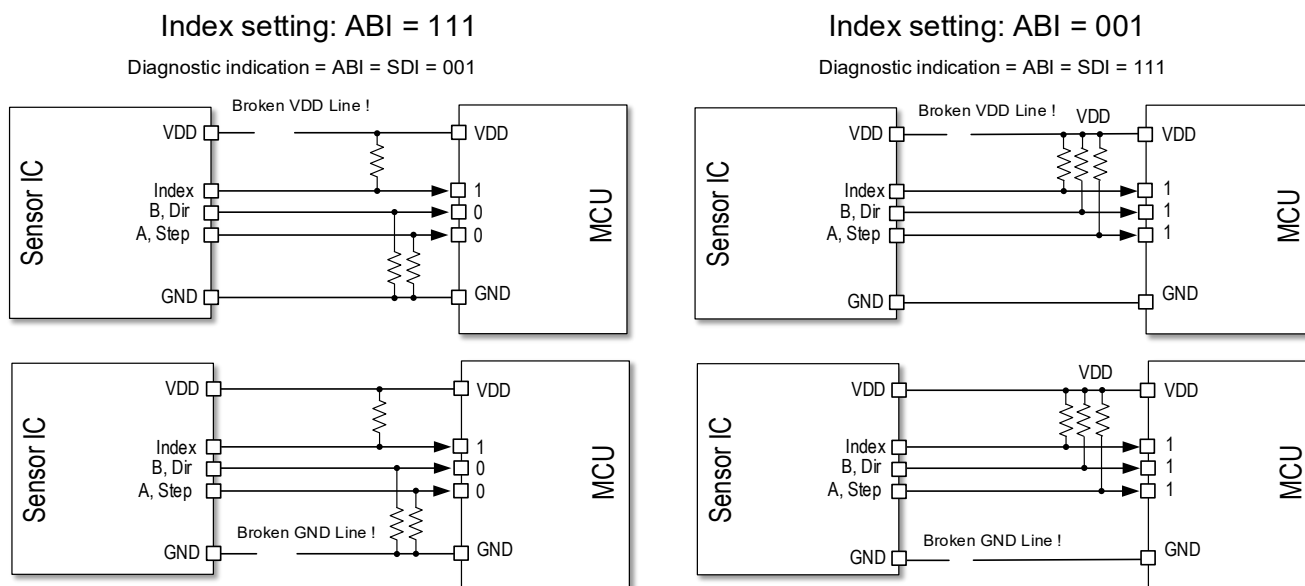 Index setting: ABI = 111
Diagnostic indication = ABI = SDI = 001
Broken VDD Line !
VDD
VDD
Sensor IC
Index
1
B, Dir
0
A, Step
0
MCU
GND
GND
VDD
VDD
Sensor IC
Index
1
B, Dir
0
A, Step
0
MCU
Broken GND Line !
GND
GND
Index setting: ABI = 001
Diagnostic indication = ABI = SDI = 111
Broken VDD Line !
VDD
VDD
VDD
Sensor IC
Index
1
B, Dir
1
A, Step
1
MCU
GND
GND
VDD
VDD
VDD
Sensor IC
Index
1
B, Dir
1
A, Step
1
MCU
Broken GND Line !
GND
GND